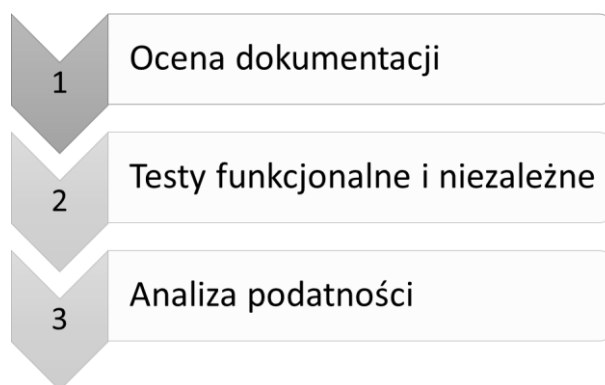 1
Ocena dokumentacji
2
Testy funkcjonalne i niezależne
3
Analiza podatności